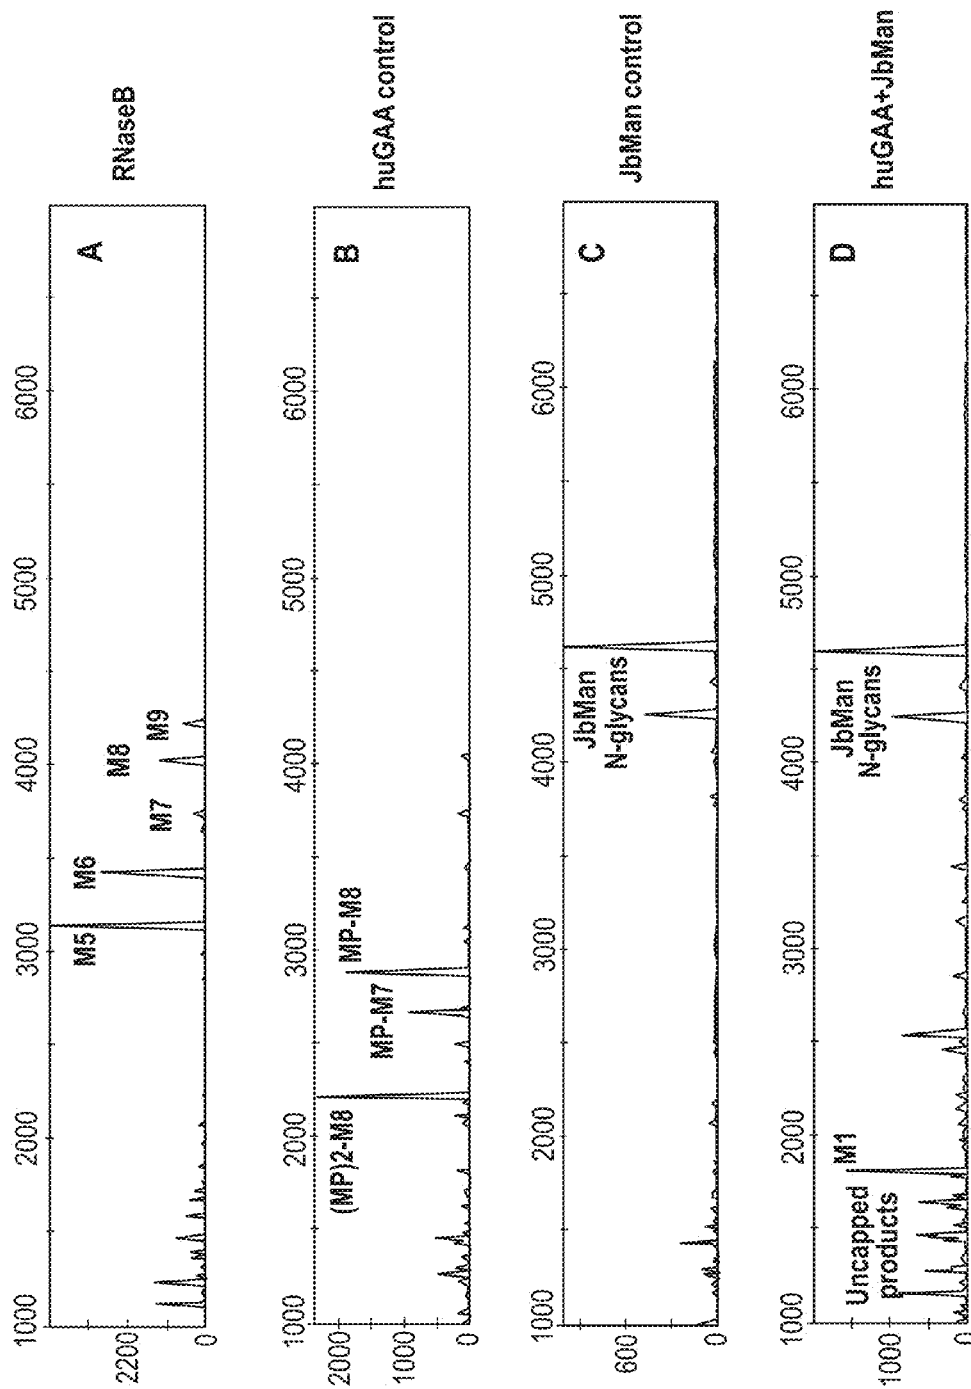 RNaseB
1000 2000 3000 4000 5000 6000
2200
0
A
M5
M6
M7
M8
M9
huGAA control
1000 2000 3000 4000 5000 6000
2000
1000
0
B
(MP)2-M8
MP-M7
MP-M8
JbMan control
1000 2000 3000 4000 5000 6000
600
0
C
JbMan
N-glycans
huGAA+JbMan
1000 2000 3000 4000 5000 6000
1000
0
D
Uncapped
products
M1
JbMan
N-glycans